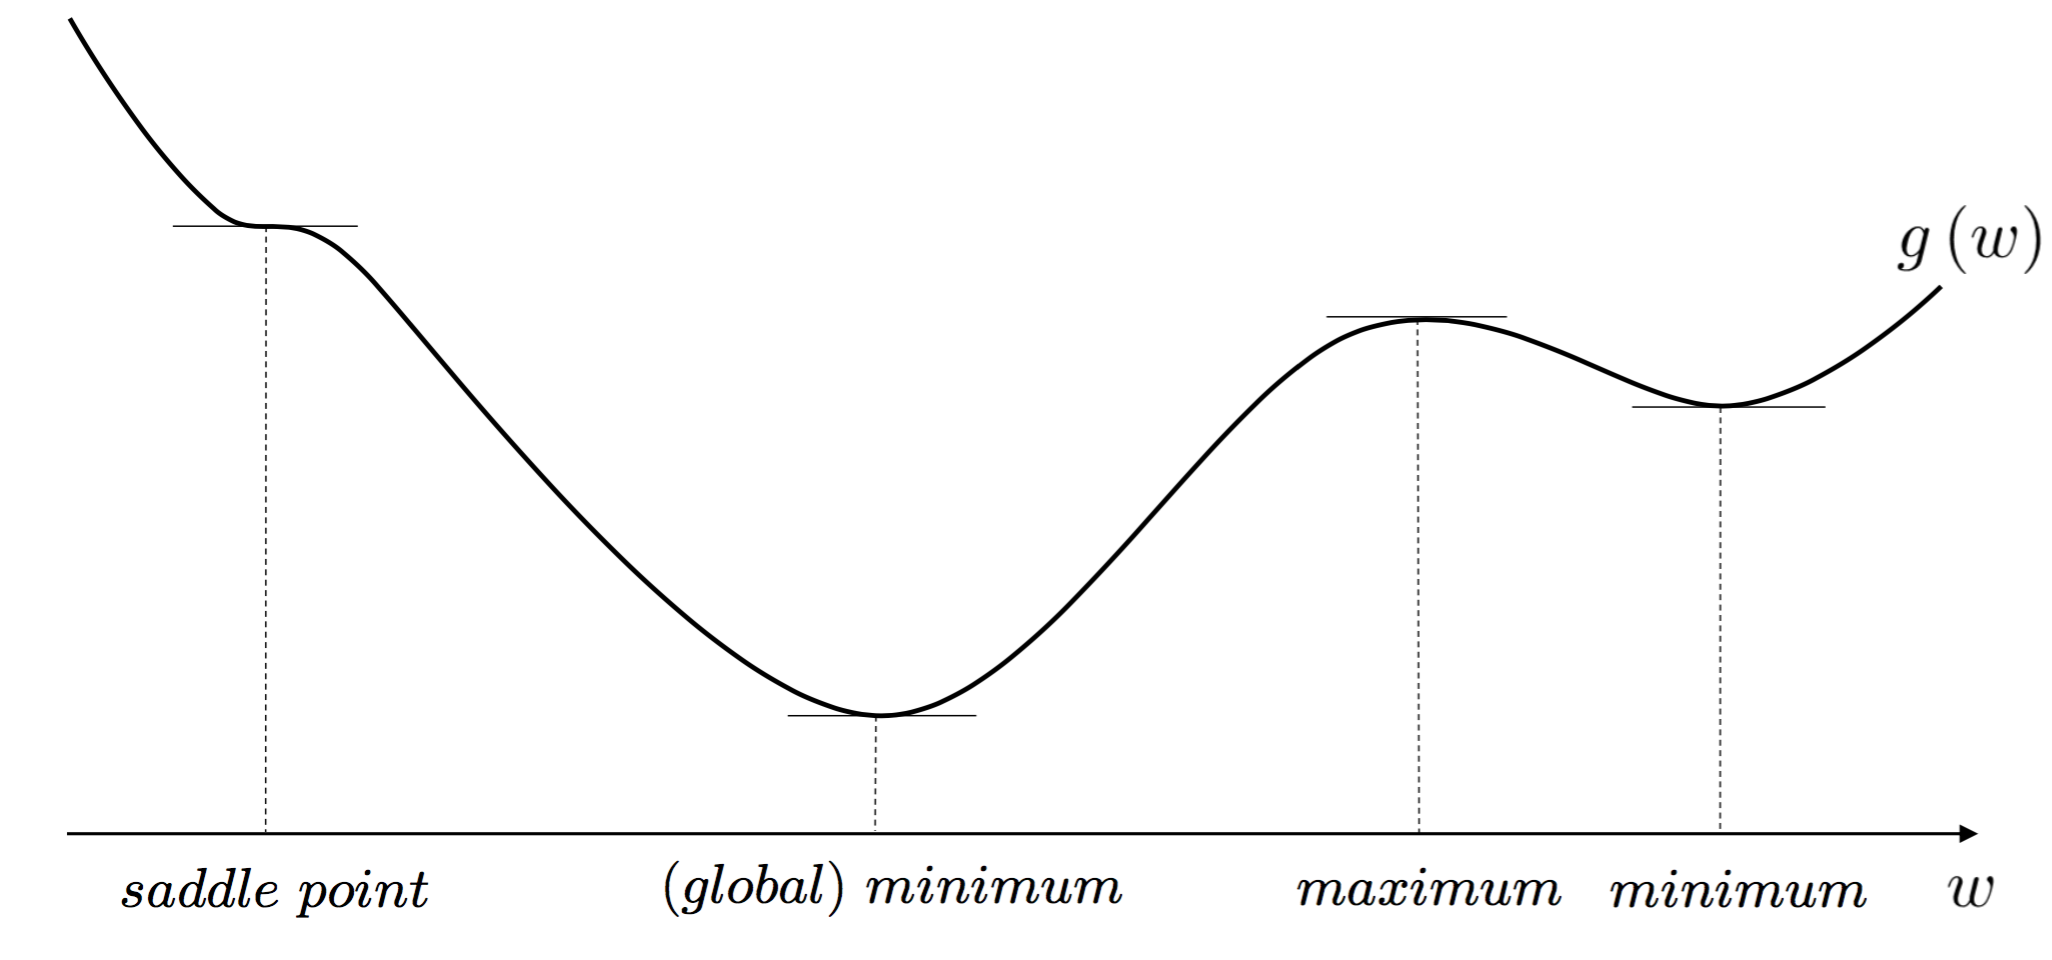 g (w)
saddle point
(global) minimum
maximum
minimum
w